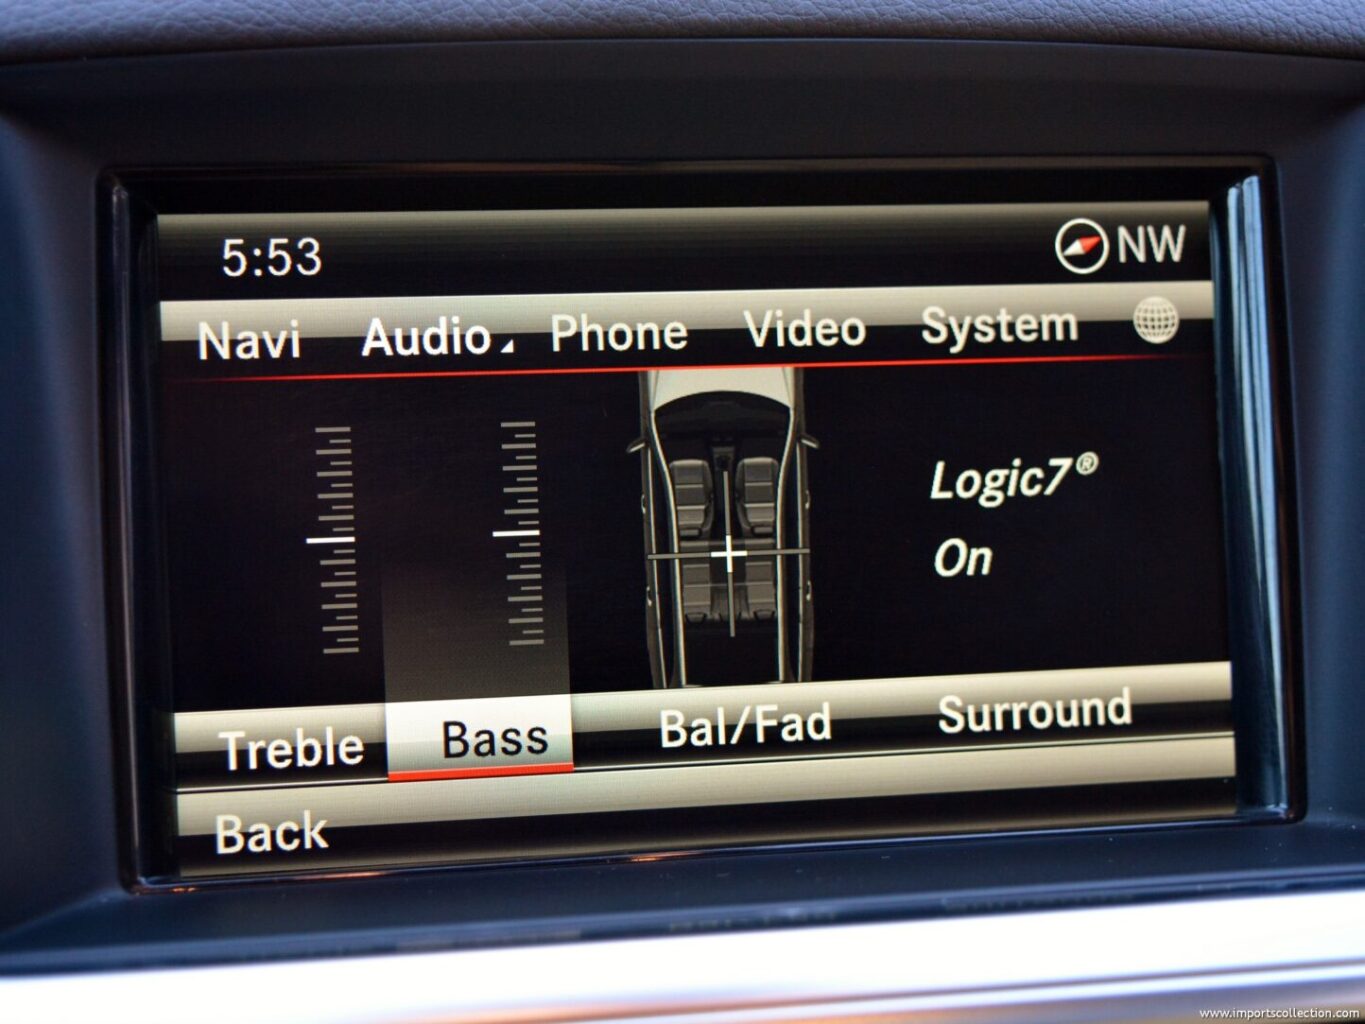 5:53 NW
Navi Audio Phone Video System
Logic7®
On
Treble Bass Bal/Fad Surround
Back
www.importscollection.com